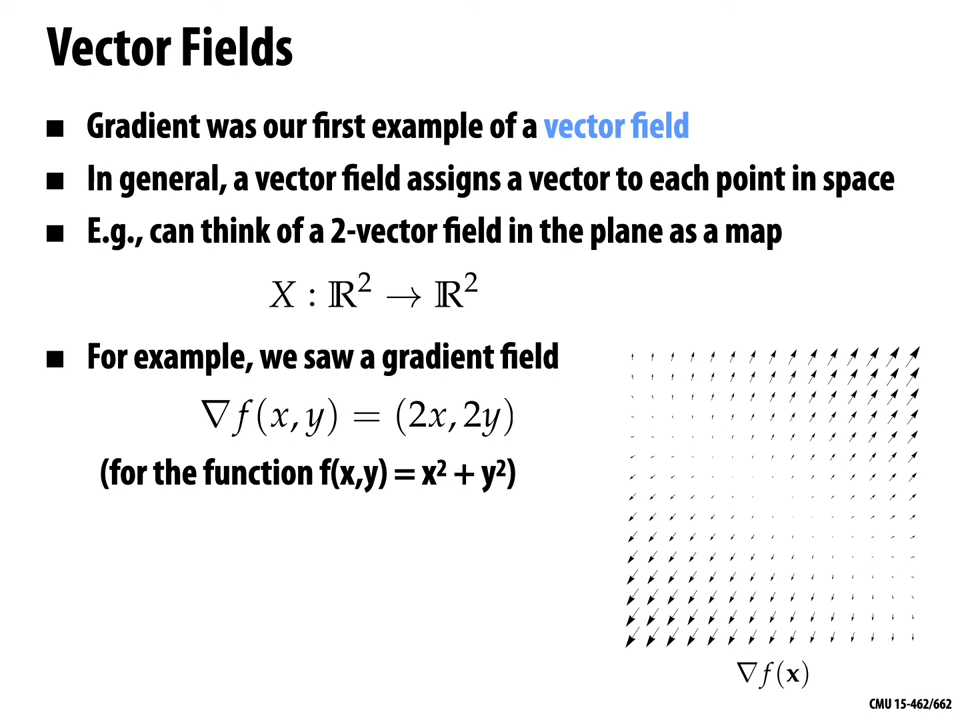 Vector Fields
■ Gradient was our first example of a vector field
■ In general, a vector field assigns a vector to each point in space
■ E.g., can think of a 2-vector field in the plane as a map
X : ℝ² → ℝ²
■ For example, we saw a gradient field
∇f(x, y) = (2x, 2y)
(for the function f(x,y) = x² + y²)
∇f(x)
CMU 15-462/662